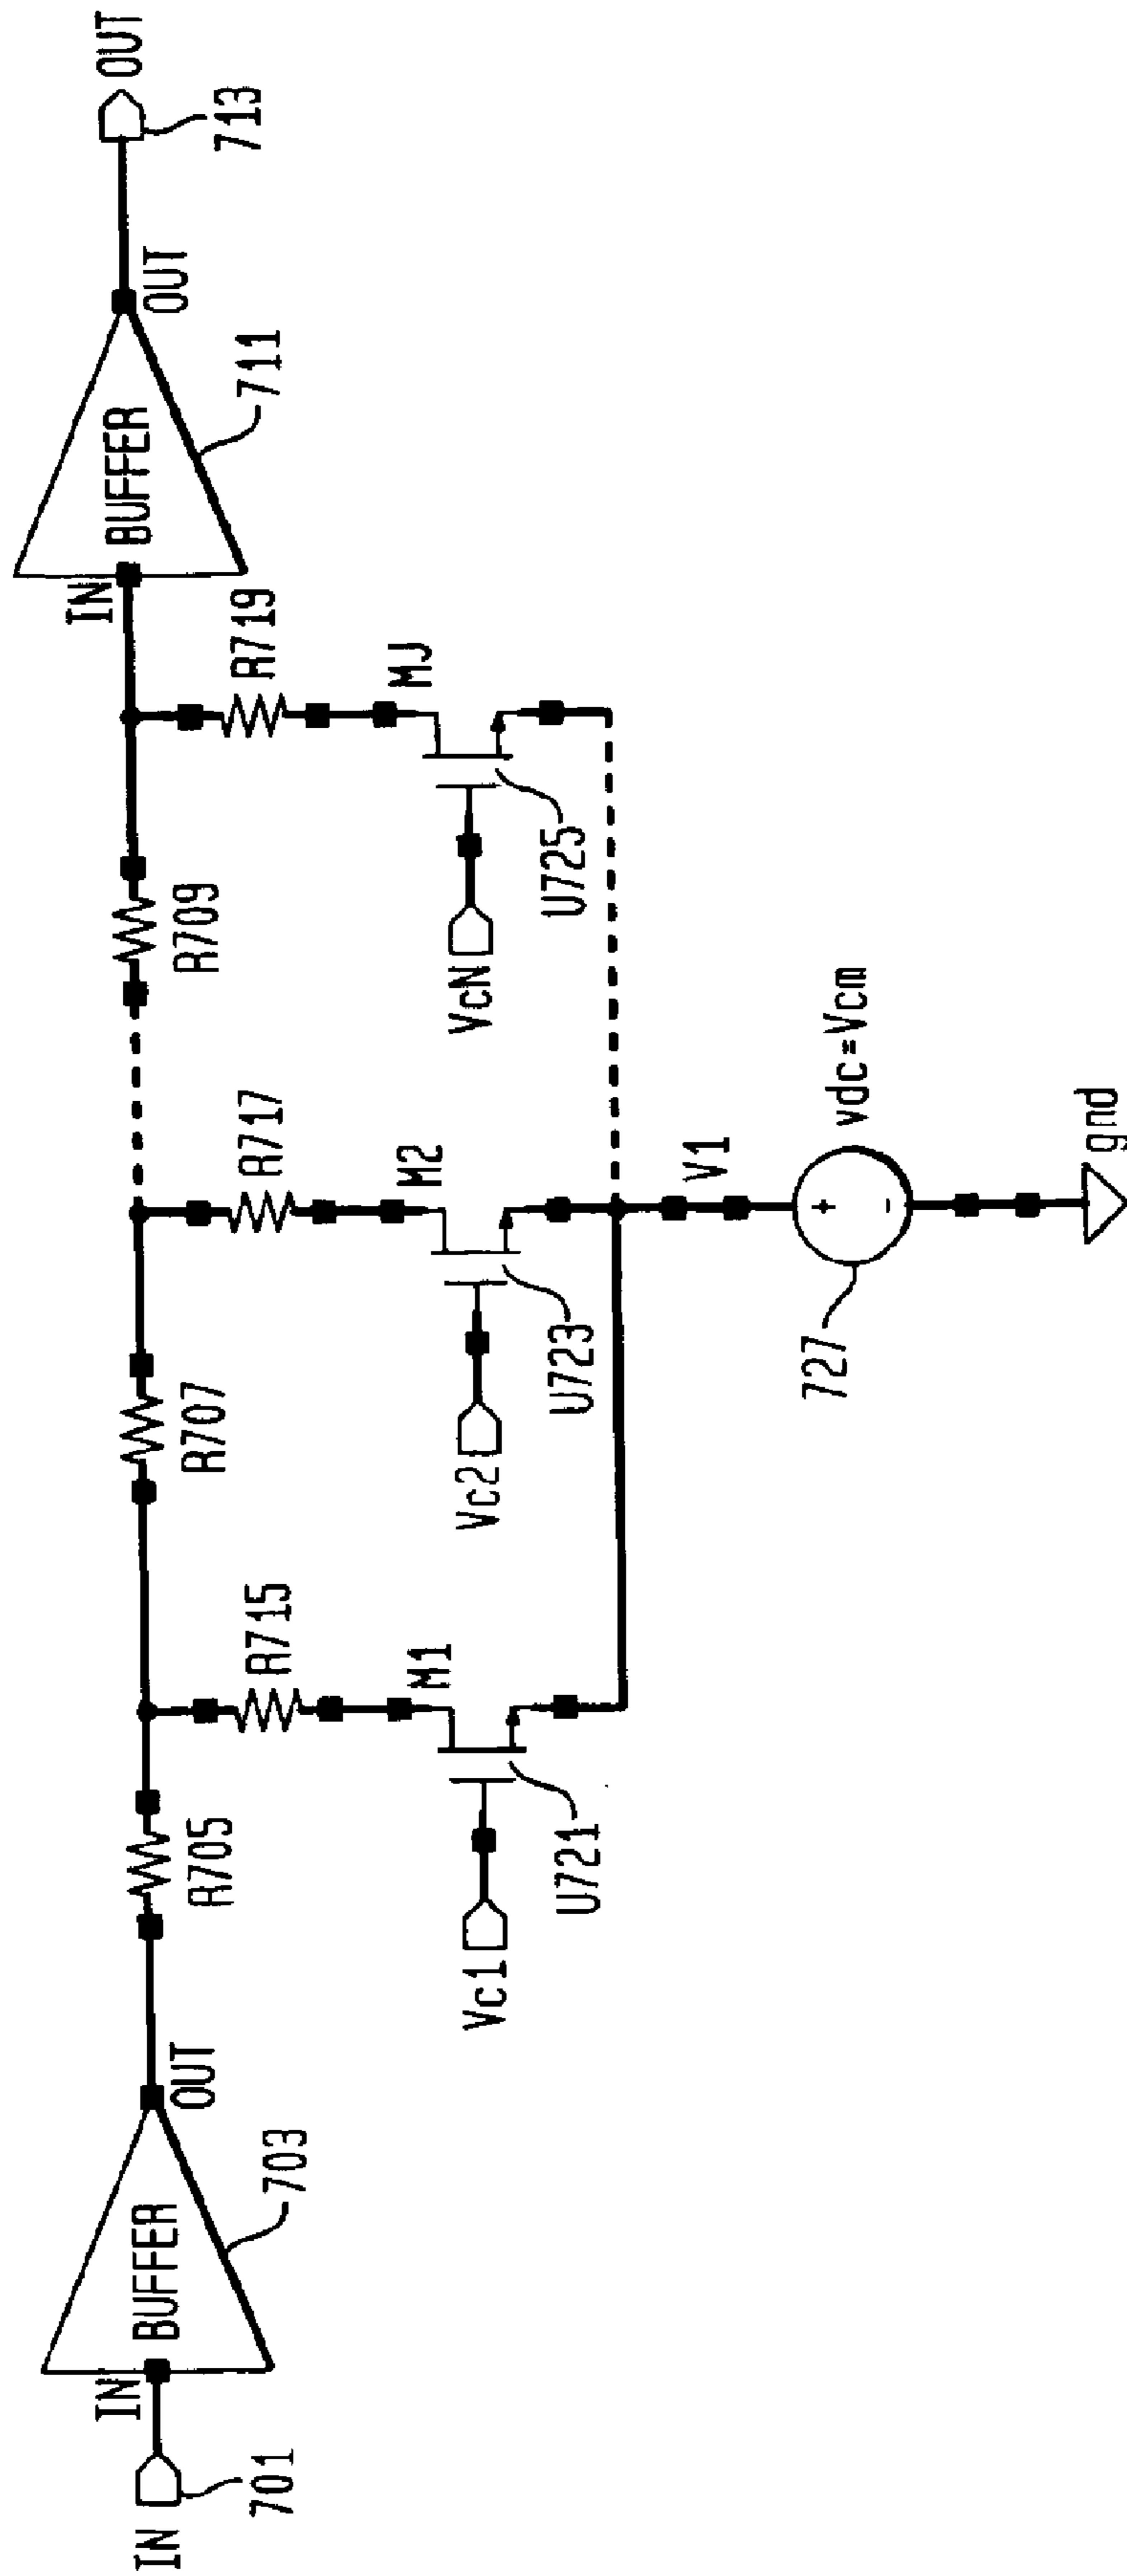 IN
701
IN
BUFFER
703
OUT
R705
R715
M1
Vc1
U721
R707
R717
M2
Vc2
U723
R709
R719
MJ
VcN
U725
V1
727
+
-
vdc=Vcm
gnd
IN
BUFFER
711
OUT
713
OUT